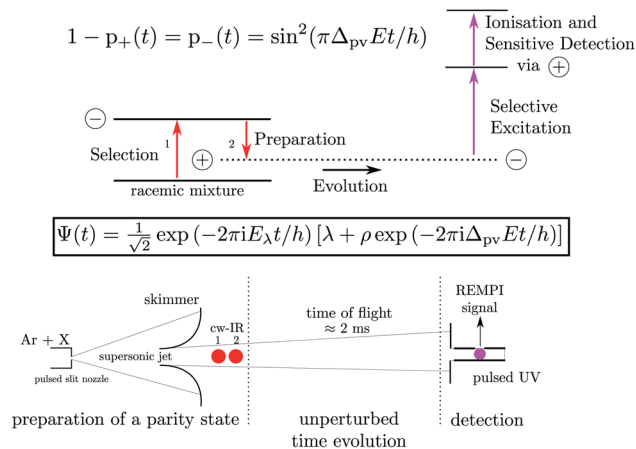 1 − p₊(t) = p₋(t) = sin²(πΔ_pv Et/h)
Ionisation and
Sensitive Detection
via +
Selective
Excitation
−
1
2
Preparation
Selection
+
−
racemic mixture
Evolution
Ψ(t) = 1/√2 exp (−2πiE_λt/h) [λ + ρ exp (−2πiΔ_pv Et/h)]
skimmer
REMPI
signal
cw-IR
1 2
time of flight
≈ 2 ms
Ar + X
supersonic jet
pulsed slit nozzle
pulsed UV
preparation of a parity state
unperturbed
time evolution
detection